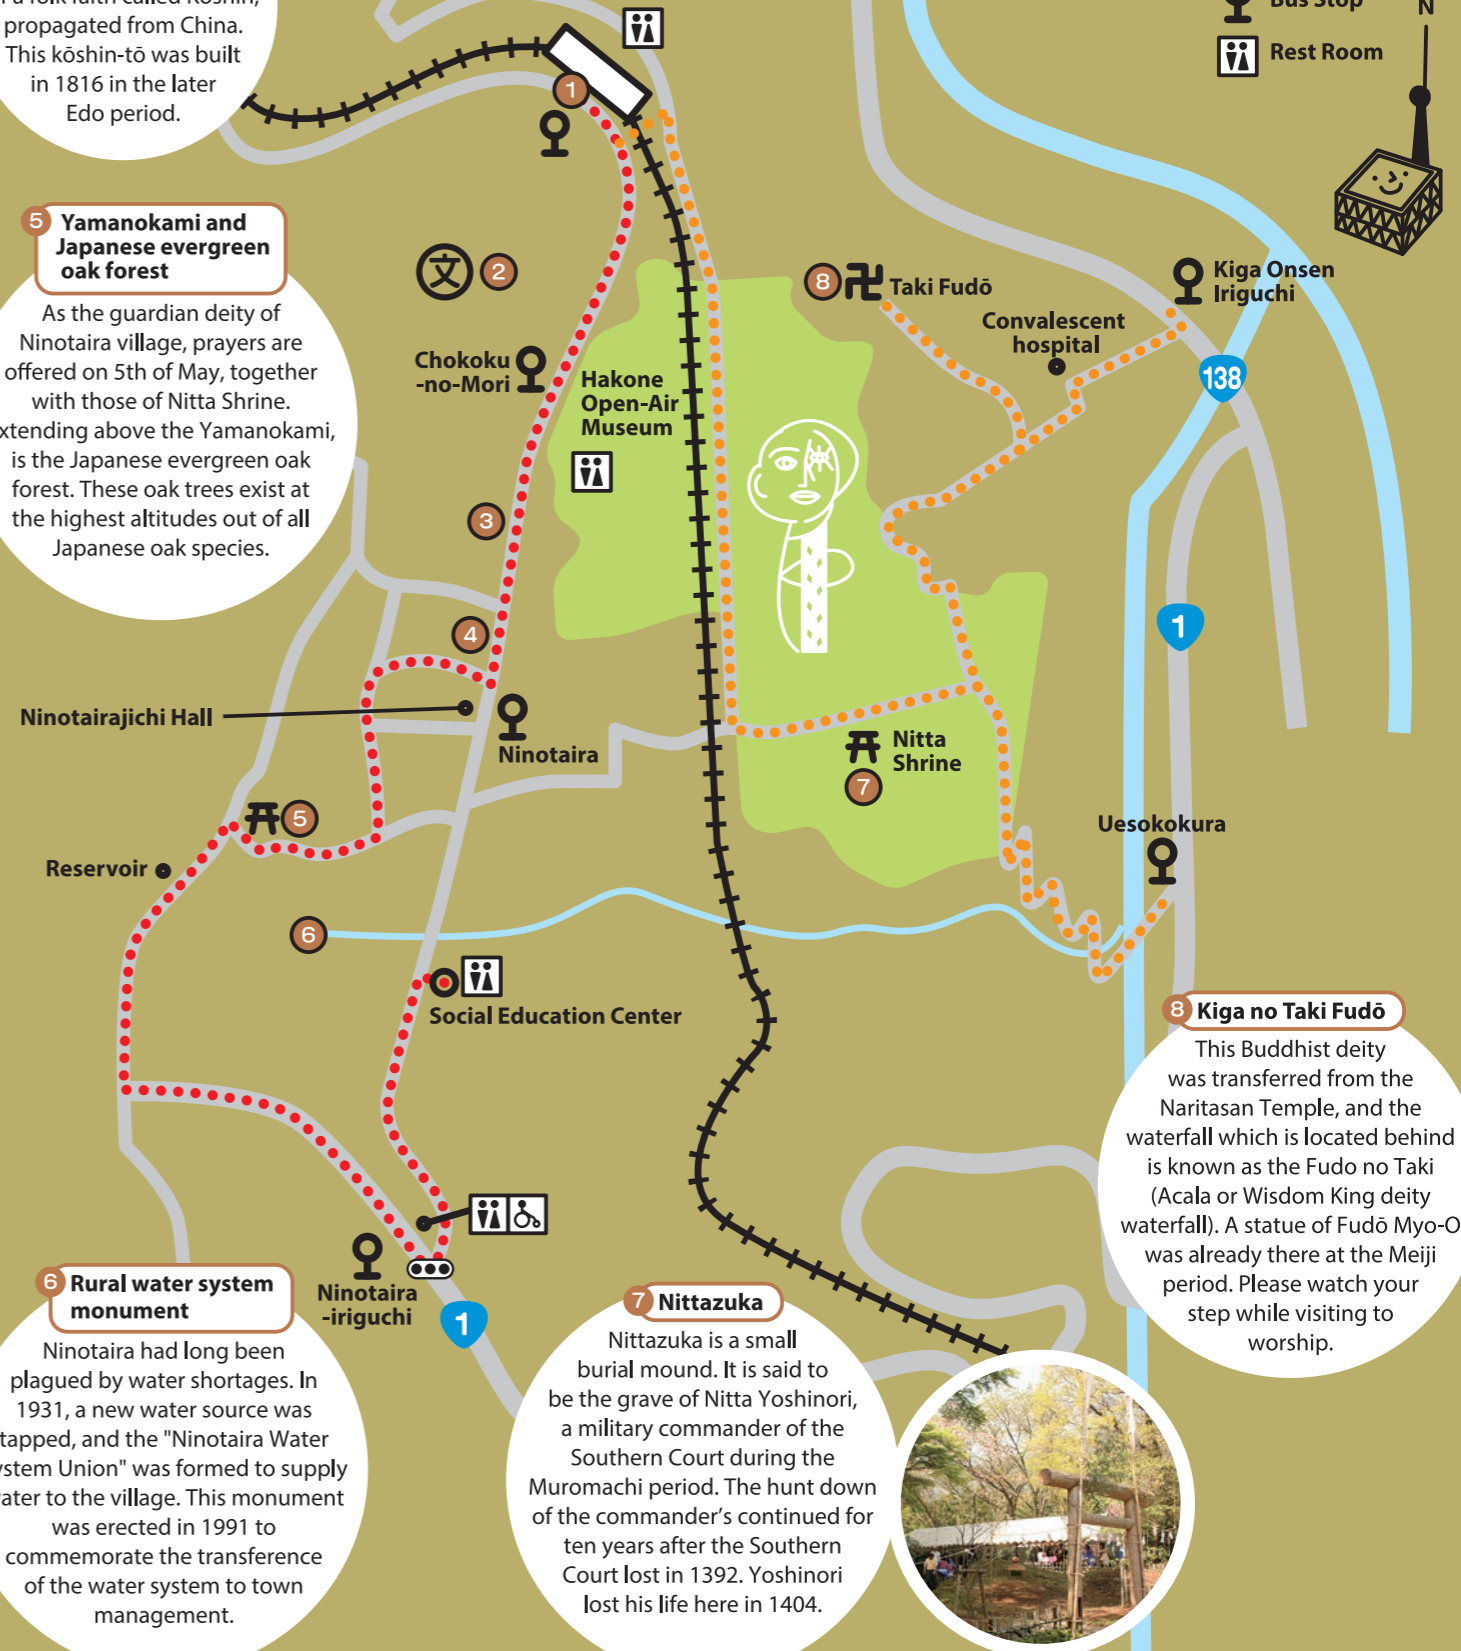 propagated from China.
This kōshin-tō was built
in 1816 in the later
Edo period.
Bus Stop
N
Rest Room
1
5 Yamanokami and
Japanese evergreen
oak forest
As the guardian deity of
Ninotaira village, prayers are
offered on 5th of May, together
with those of Nitta Shrine.
xtending above the Yamanokami,
is the Japanese evergreen oak
forest. These oak trees exist at
the highest altitudes out of all
Japanese oak species.
文 2
8 卍 Taki Fudō
Kiga Onsen
Iriguchi
Convalescent
hospital
138
Chokoku
-no-Mori
Hakone
Open-Air
Museum
3
4
1
Ninotairajichi Hall
Ninotaira
Nitta
Shrine
7
5
Reservoir
Uesokokura
6
Social Education Center
Ninotaira
-iriguchi
1
8 Kiga no Taki Fudō
This Buddhist deity
was transferred from the
Naritasan Temple, and the
waterfall which is located behind
is known as the Fudo no Taki
(Acala or Wisdom King deity
waterfall). A statue of Fudō Myo-O
was already there at the Meiji
period. Please watch your
step while visiting to
worship.
6 Rural water system
monument
Ninotaira had long been
plagued by water shortages. In
1931, a new water source was
tapped, and the "Ninotaira Water
ystem Union" was formed to supply
ater to the village. This monument
was erected in 1991 to
commemorate the transference
of the water system to town
management.
7 Nittazuka
Nittazuka is a small
burial mound. It is said to
be the grave of Nitta Yoshinori,
a military commander of the
Southern Court during the
Muromachi period. The hunt down
of the commander's continued for
ten years after the Southern
Court lost in 1392. Yoshinori
lost his life here in 1404.